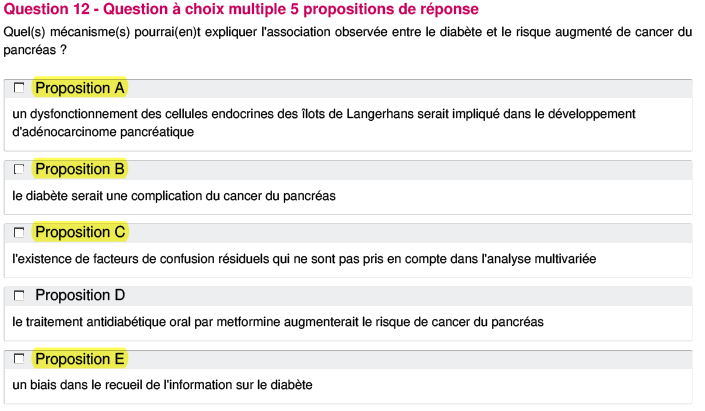 Question 12 - Question à choix multiple 5 propositions de réponse
Quel(s) mécanisme(s) pourrai(en)t expliquer l'association observée entre le diabète et le risque augmenté de cancer du
pancréas ?
Proposition A
un dysfonctionnement des cellules endocrines des îlots de Langerhans serait impliqué dans le développement
d'adénocarcinome pancréatique
Proposition B
le diabète serait une complication du cancer du pancréas
Proposition C
l'existence de facteurs de confusion résiduels qui ne sont pas pris en compte dans l'analyse multivariée
Proposition D
le traitement antidiabétique oral par metformine augmenterait le risque de cancer du pancréas
Proposition E
un biais dans le recueil de l'information sur le diabète